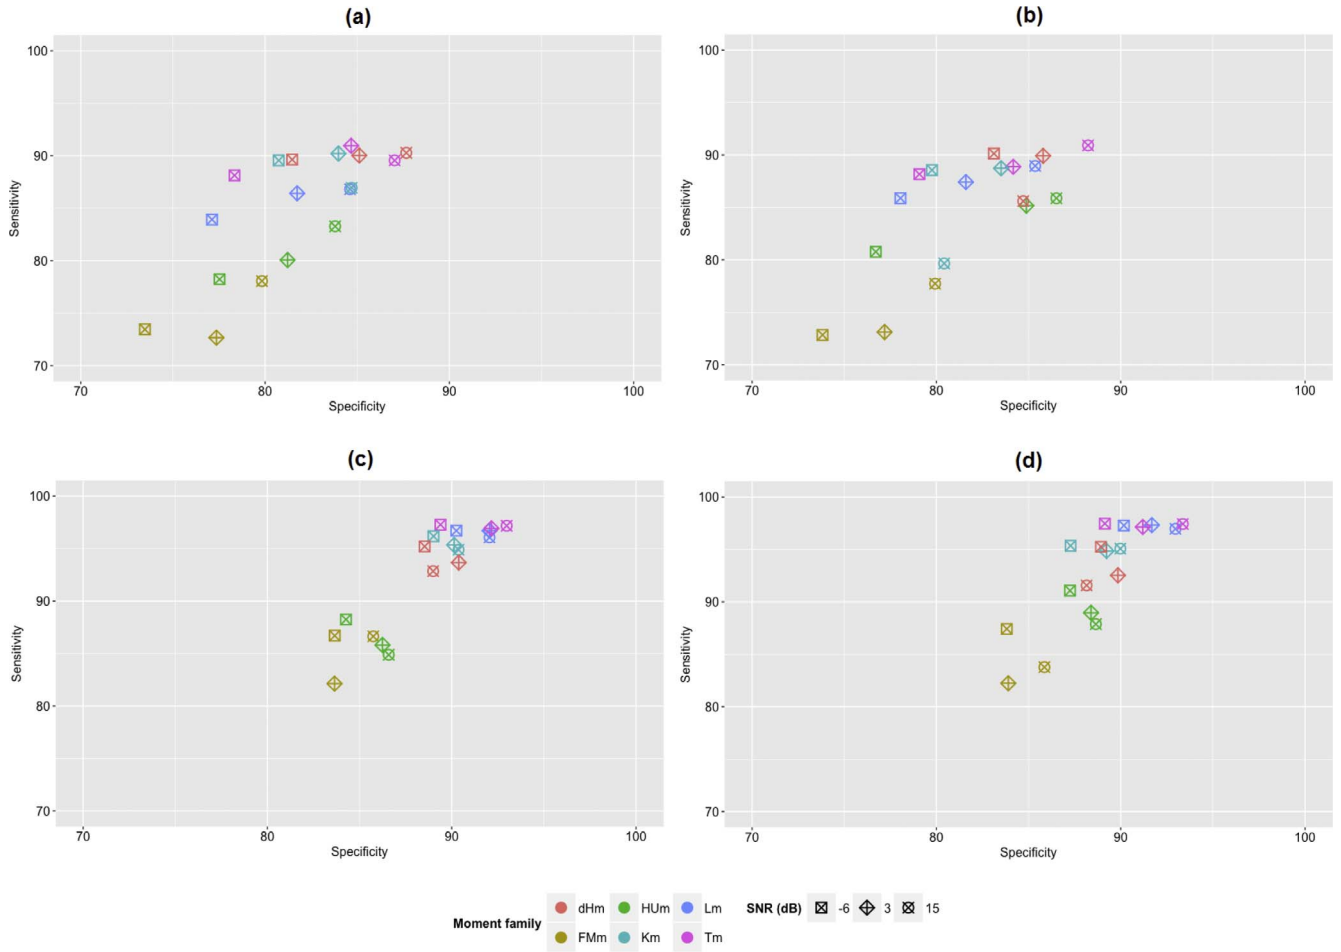 (a)
100
90
80
70
Sensitivity
70 80 90 100
Specificity
(b)
100
90
80
70
Sensitivity
70 80 90 100
Specificity
(c)
100
90
80
70
Sensitivity
70 80 90 100
Specificity
(d)
100
90
80
70
Sensitivity
70 80 90 100
Specificity
Moment family
dHm HUm Lm
FMm Km Tm
SNR (dB) -6 3 15